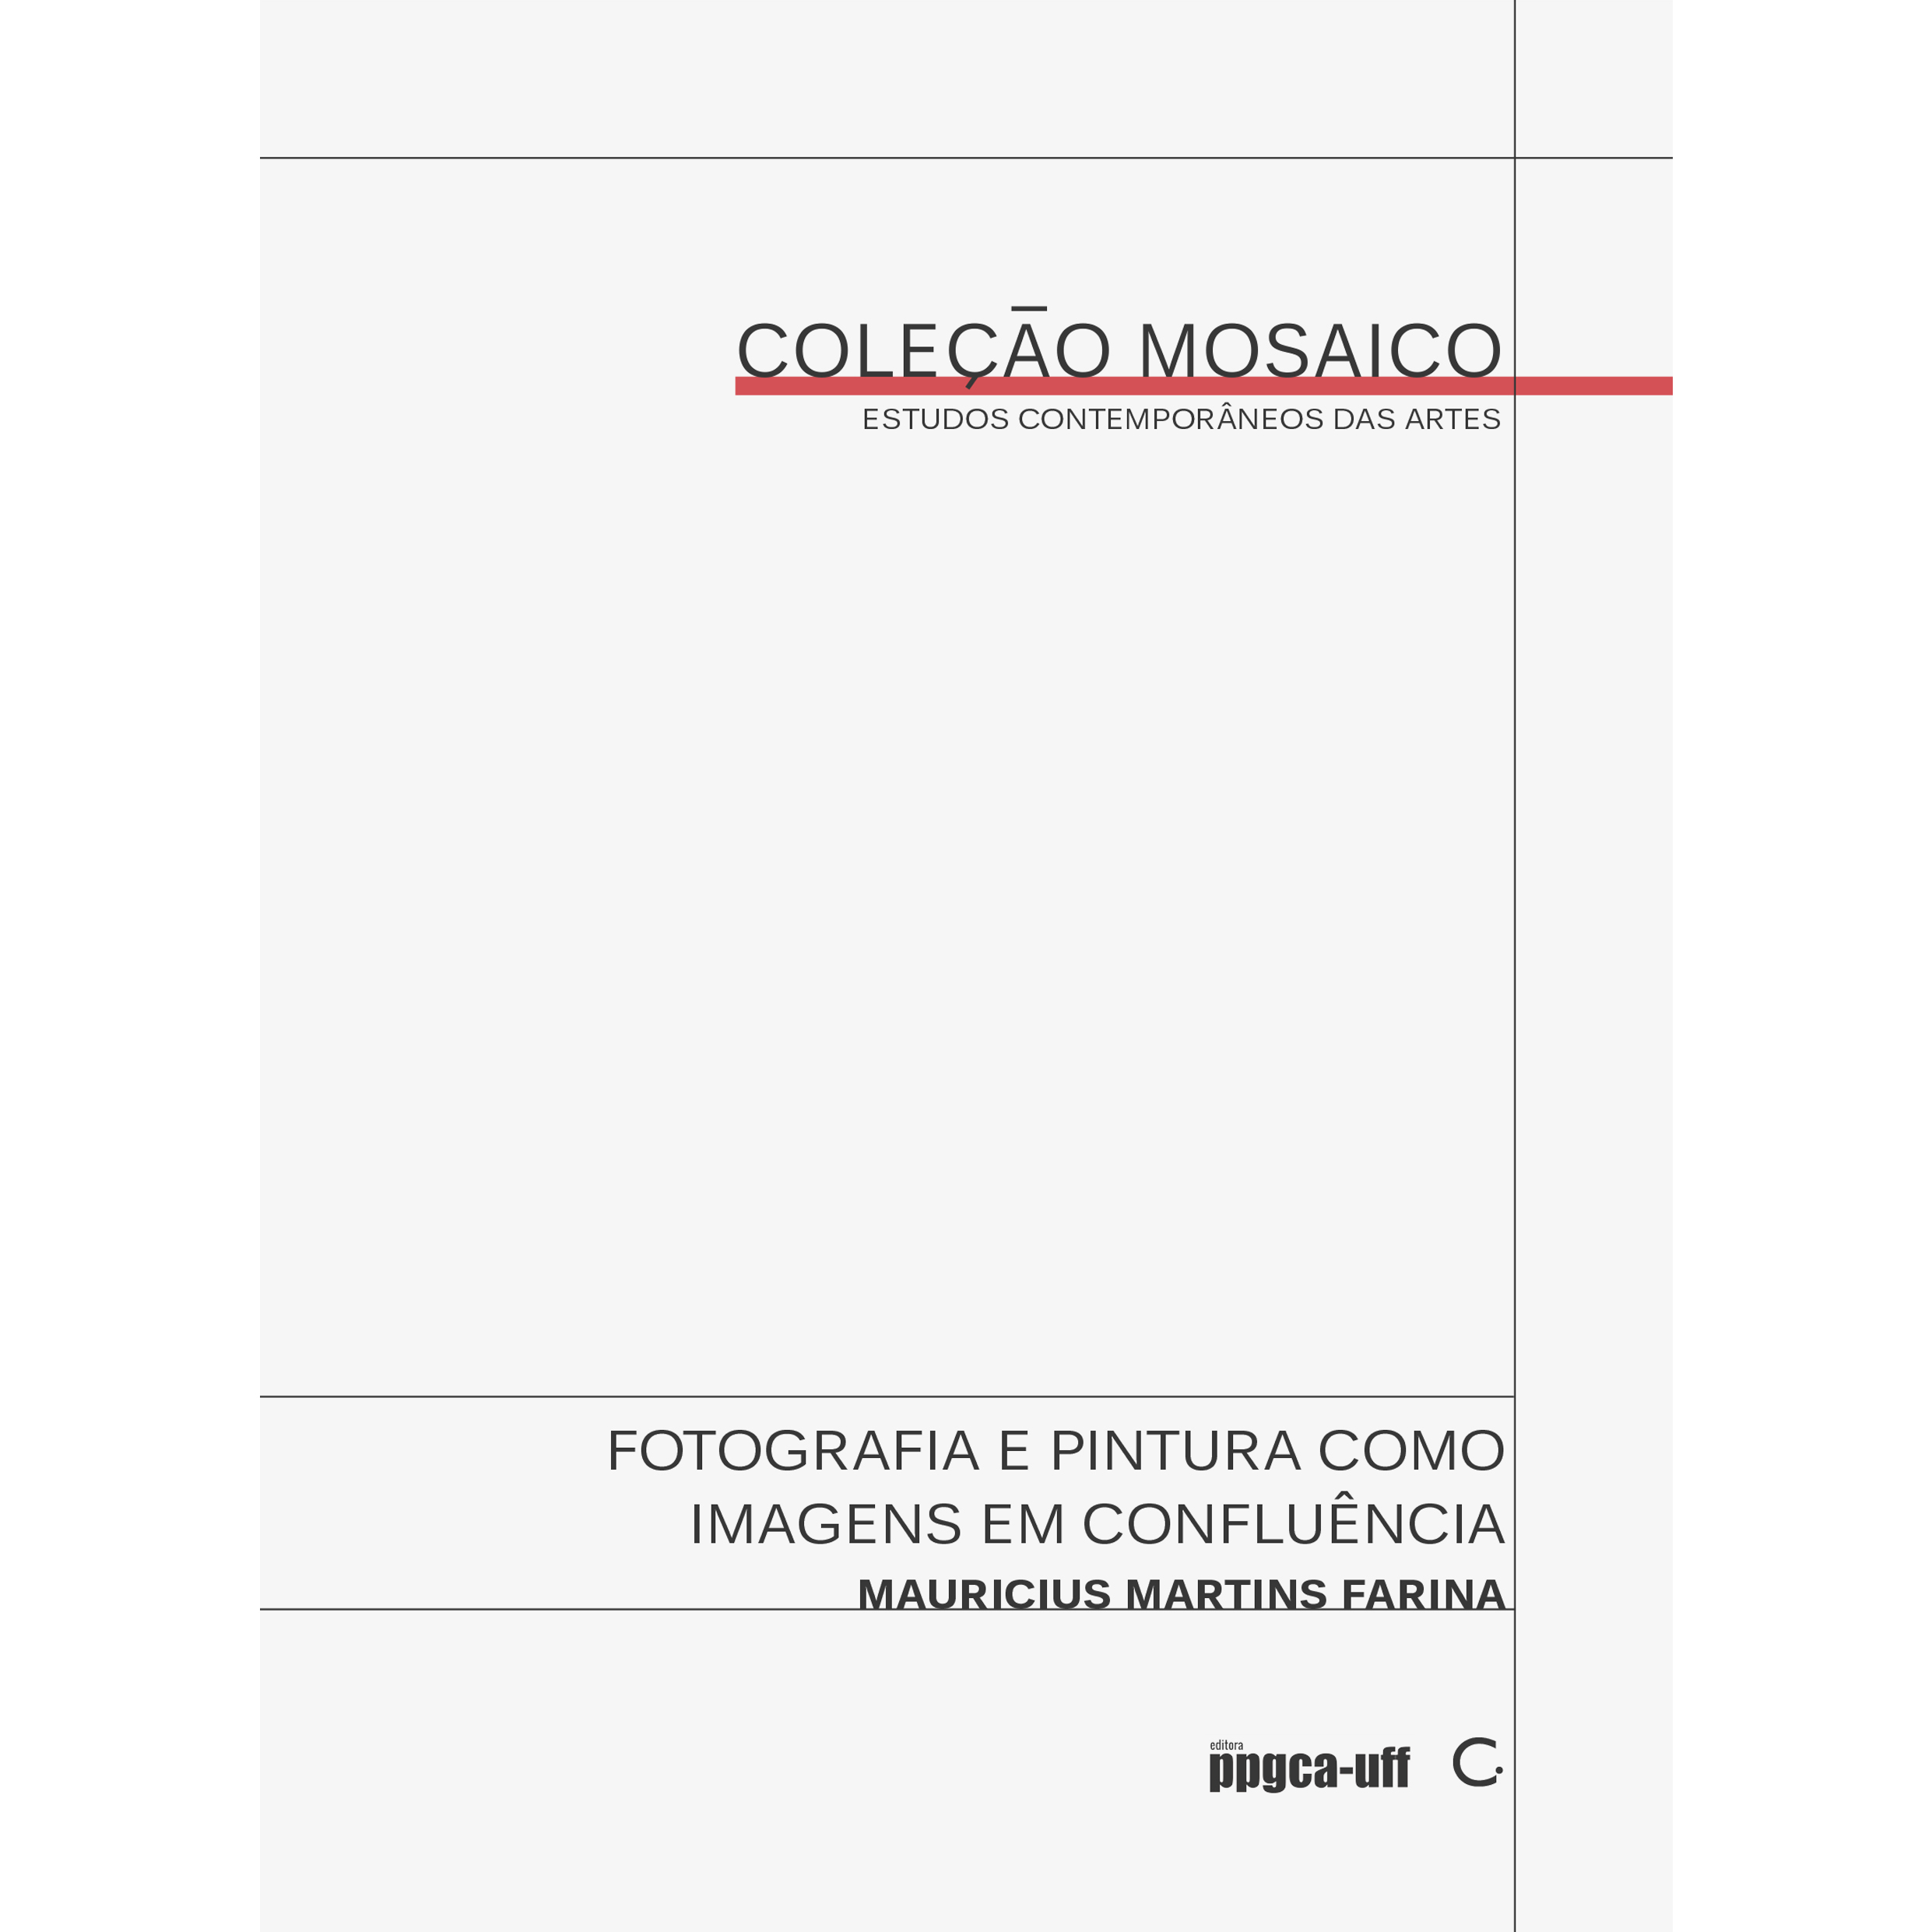 COLEÇÃO MOSAICO
ESTUDOS CONTEMPORÂNEOS DAS ARTES
FOTOGRAFIA E PINTURA COMO
IMAGENS EM CONFLUÊNCIA
MAURICIUS MARTINS FARINA
editora
ppgca-uff C.